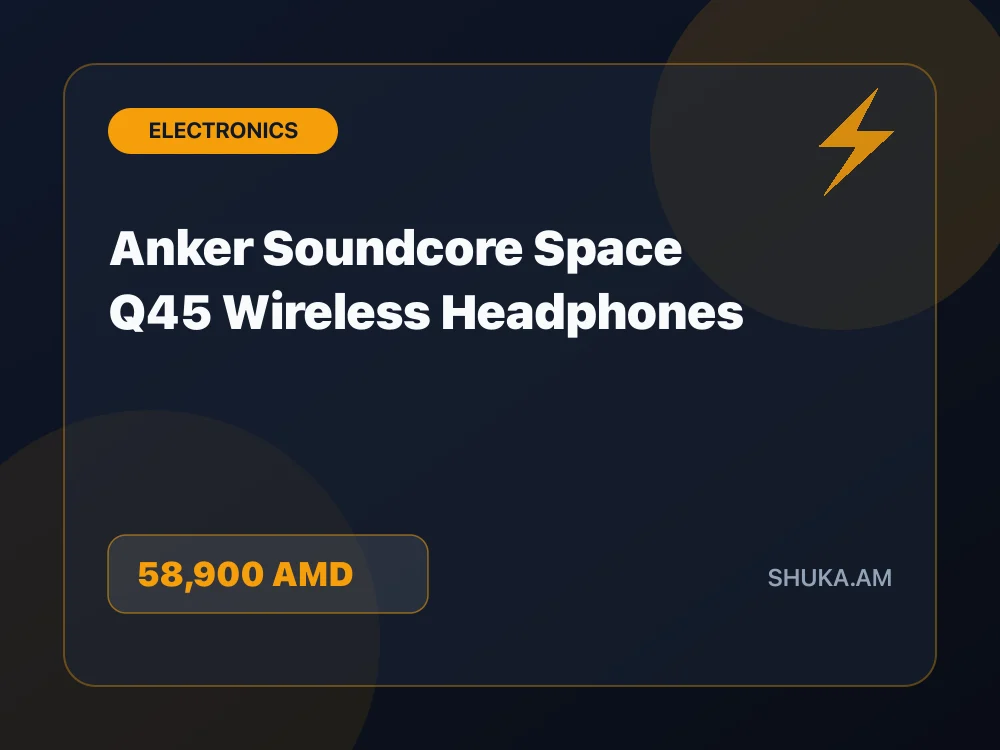 ELECTRONICS
Anker Soundcore Space
Q45 Wireless Headphones
58,900 AMD
SHUKA.AM